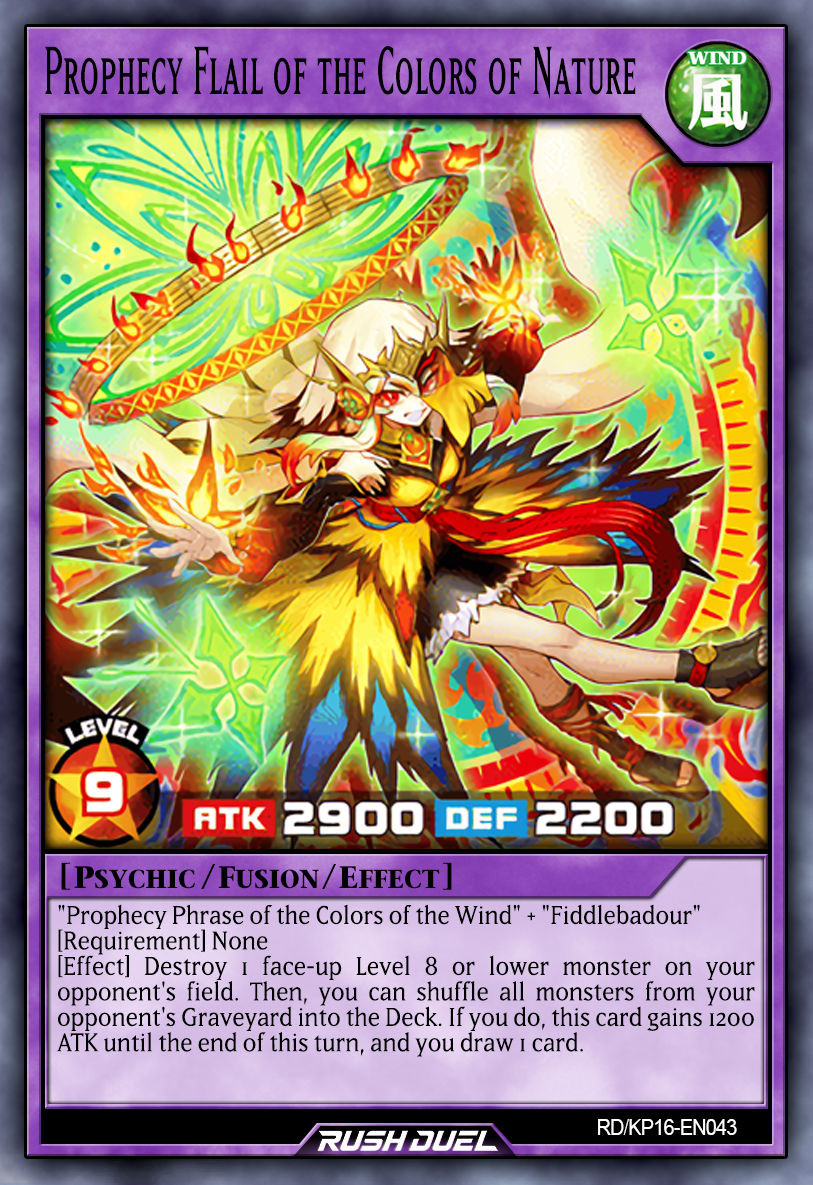 Prophecy Flail of the Colors of Nature
WIND
風
LEVEL
9
ATK 2900 DEF 2200
[Psychic/Fusion/Effect]
"Prophecy Phrase of the Colors of the Wind" + "Fiddlebadour"
[Requirement] None
[Effect] Destroy 1 face-up Level 8 or lower monster on your
opponent's field. Then, you can shuffle all monsters from your
opponent's Graveyard into the Deck. If you do, this card gains 1200
ATK until the end of this turn, and you draw 1 card.
RD/KP16-EN043
RUSH DUEL